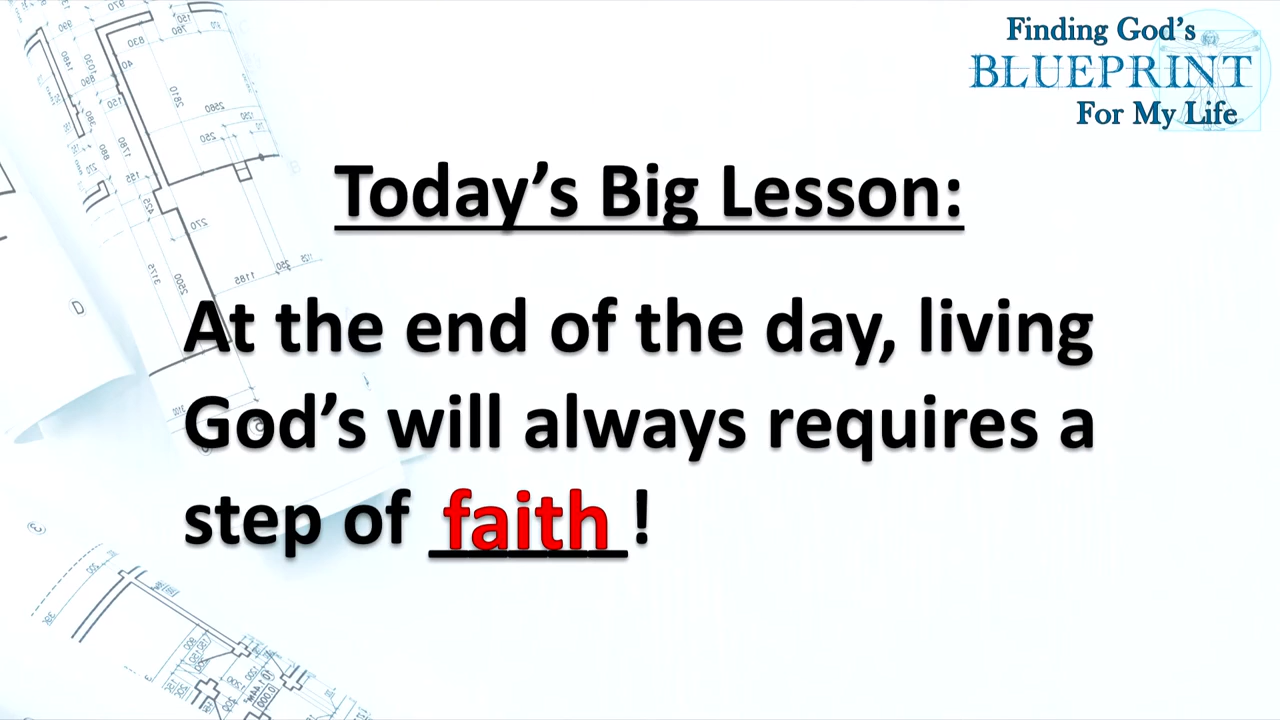 Finding God's
BLUEPRINT
For My Life
Today's Big Lesson:
At the end of the day, living
God's will always requires a
step of faith!